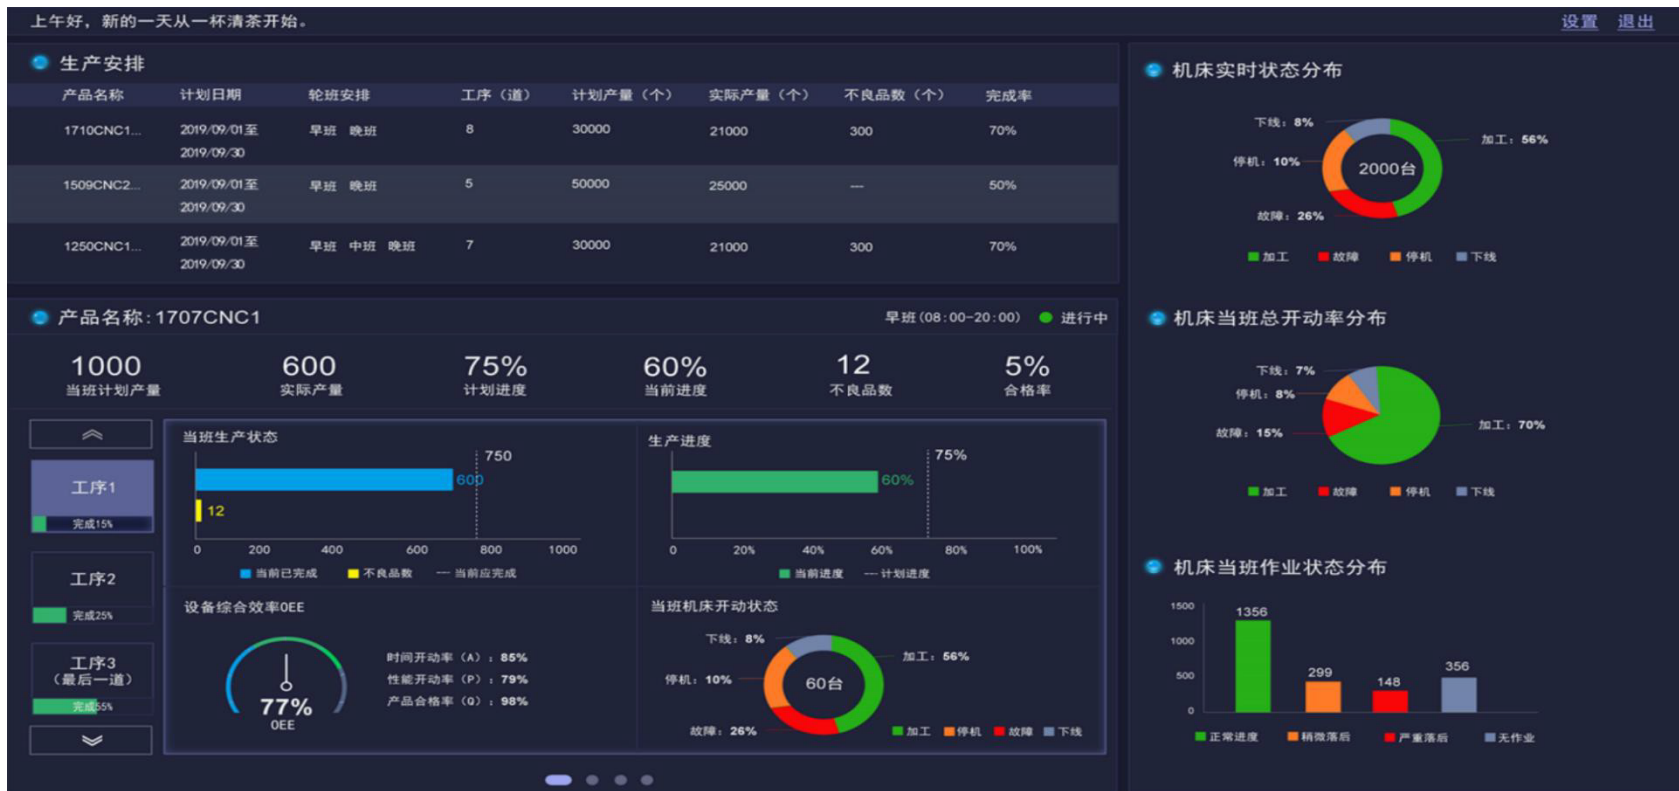 上午好，新的一天从一杯清茶开始。 设置 退出
生产安排
产品名称 计划日期 轮班安排 工序（道） 计划产量（个） 实际产量（个） 不良品数（个） 完成率
1710CNC1... 2019/09/01至 早班 晚班 8 30000 21000 300 70%
2019/09/30
1509CNC2... 2019/09/01至 早班 晚班 5 50000 25000 --- 50%
2019/09/30
1250CNC1... 2019/09/01至 早班 中班 晚班 7 30000 21000 300 70%
2019/09/30
产品名称:1707CNC1 早班(08:00-20:00) 进行中
1000 600 75% 60% 12 5%
当班计划产量 实际产量 计划进度 当前进度 不良品数 合格率
工序1
完成15%
工序2
完成25%
工序3
（最后一道）
完成55%
当班生产状态
750
600
12
0 200 400 600 800 1000
当前已完成 不良品数 当前应完成
生产进度
75%
60%
0 20% 40% 60% 80% 100%
当前进度 计划进度
设备综合效率OEE
77%
OEE
时间开动率（A）：85%
性能开动率（P）：79%
产品合格率（Q）：98%
当班机床开动状态
下线：8%
加工：56%
停机：10%
60台
故障：26%
加工 停机 故障 下线
机床实时状态分布
下线：8%
加工：56%
停机：10%
2000台
故障：26%
加工 故障 停机 下线
机床当班总开动率分布
下线：7%
停机：8%
加工：70%
故障：15%
加工 故障 停机 下线
机床当班作业状态分布
1500
1000
500
0
1356
299
148
356
正常进度 稍微落后 严重落后 无作业